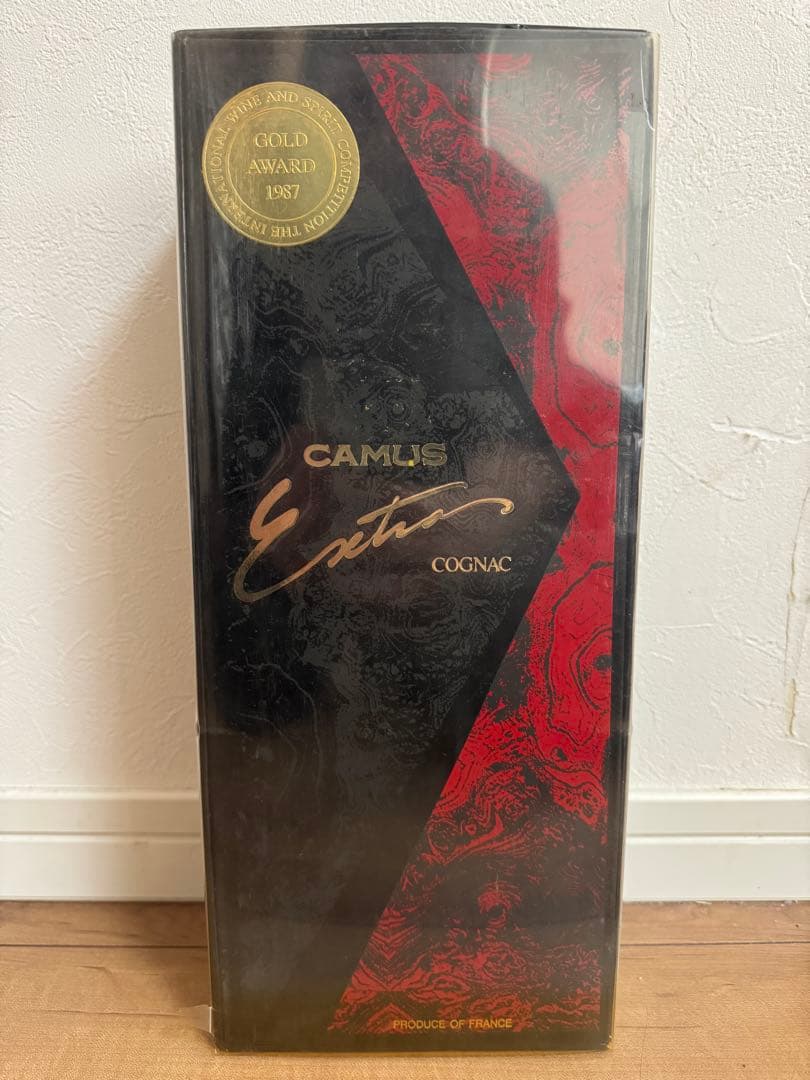 THE INTERNATIONAL WINE AND SPIRIT COMPETITION
GOLD
AWARD
1987
CAMUS
Extra
COGNAC
PRODUCE OF FRANCE